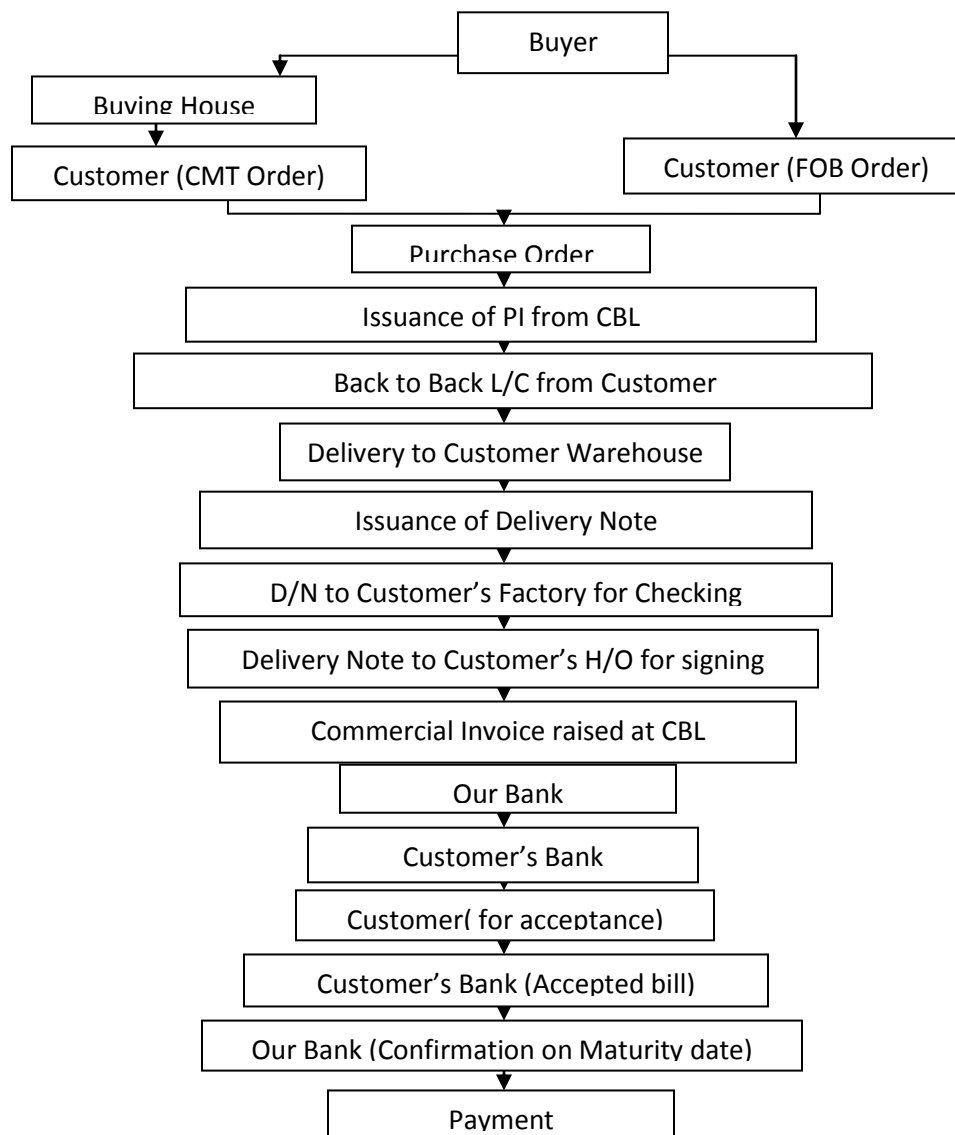 Buyer
Buying House
Customer (CMT Order)
Customer (FOB Order)
Purchase Order
Issuance of PI from CBL
Back to Back L/C from Customer
Delivery to Customer Warehouse
Issuance of Delivery Note
D/N to Customer’s Factory for Checking
Delivery Note to Customer’s H/O for signing
Commercial Invoice raised at CBL
Our Bank
Customer’s Bank
Customer( for acceptance)
Customer’s Bank (Accepted bill)
Our Bank (Confirmation on Maturity date)
Payment